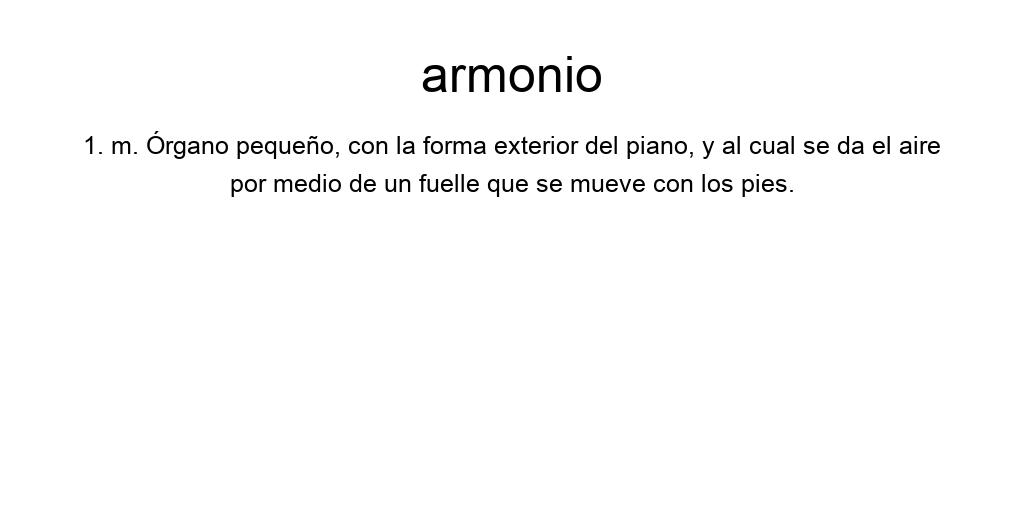 armonio
1. m. Órgano pequeño, con la forma exterior del piano, y al cual se da el aire
por medio de un fuelle que se mueve con los pies.